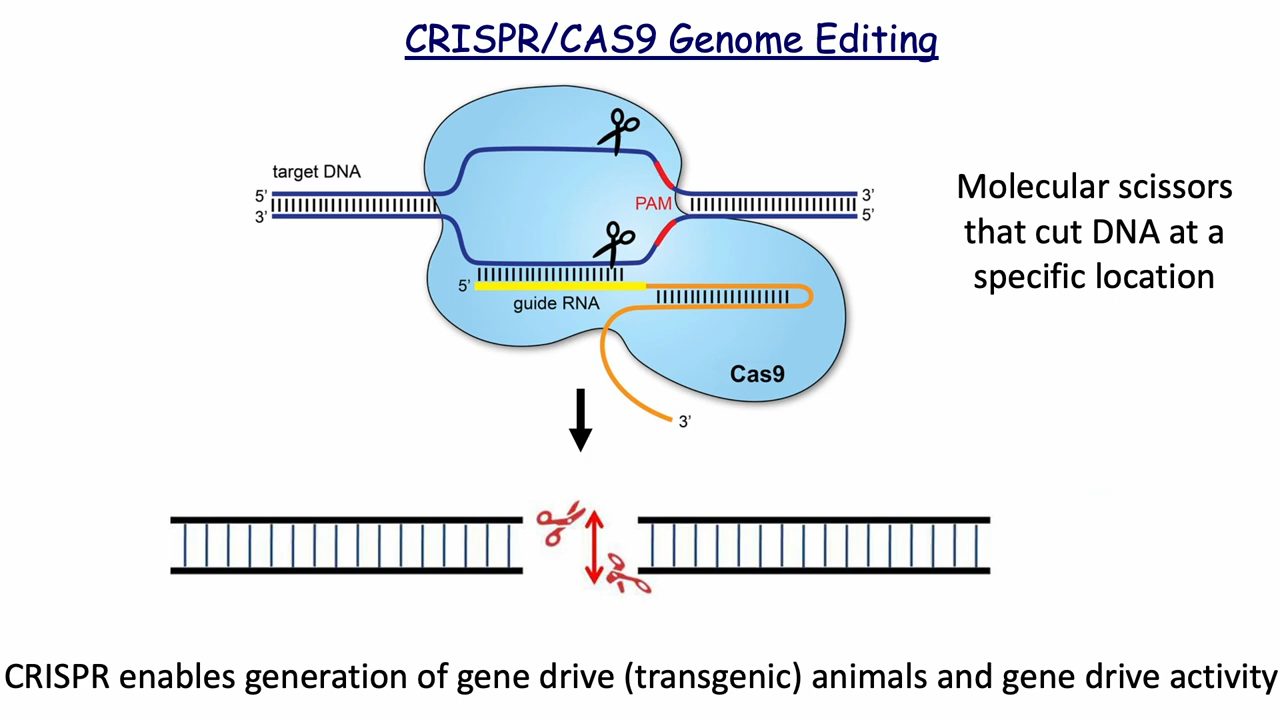 CRISPR/CAS9 Genome Editing
target DNA
5’
3’
3’
5’
PAM
5’
guide RNA
Cas9
3’
Molecular scissors
that cut DNA at a
specific location
CRISPR enables generation of gene drive (transgenic) animals and gene drive activity